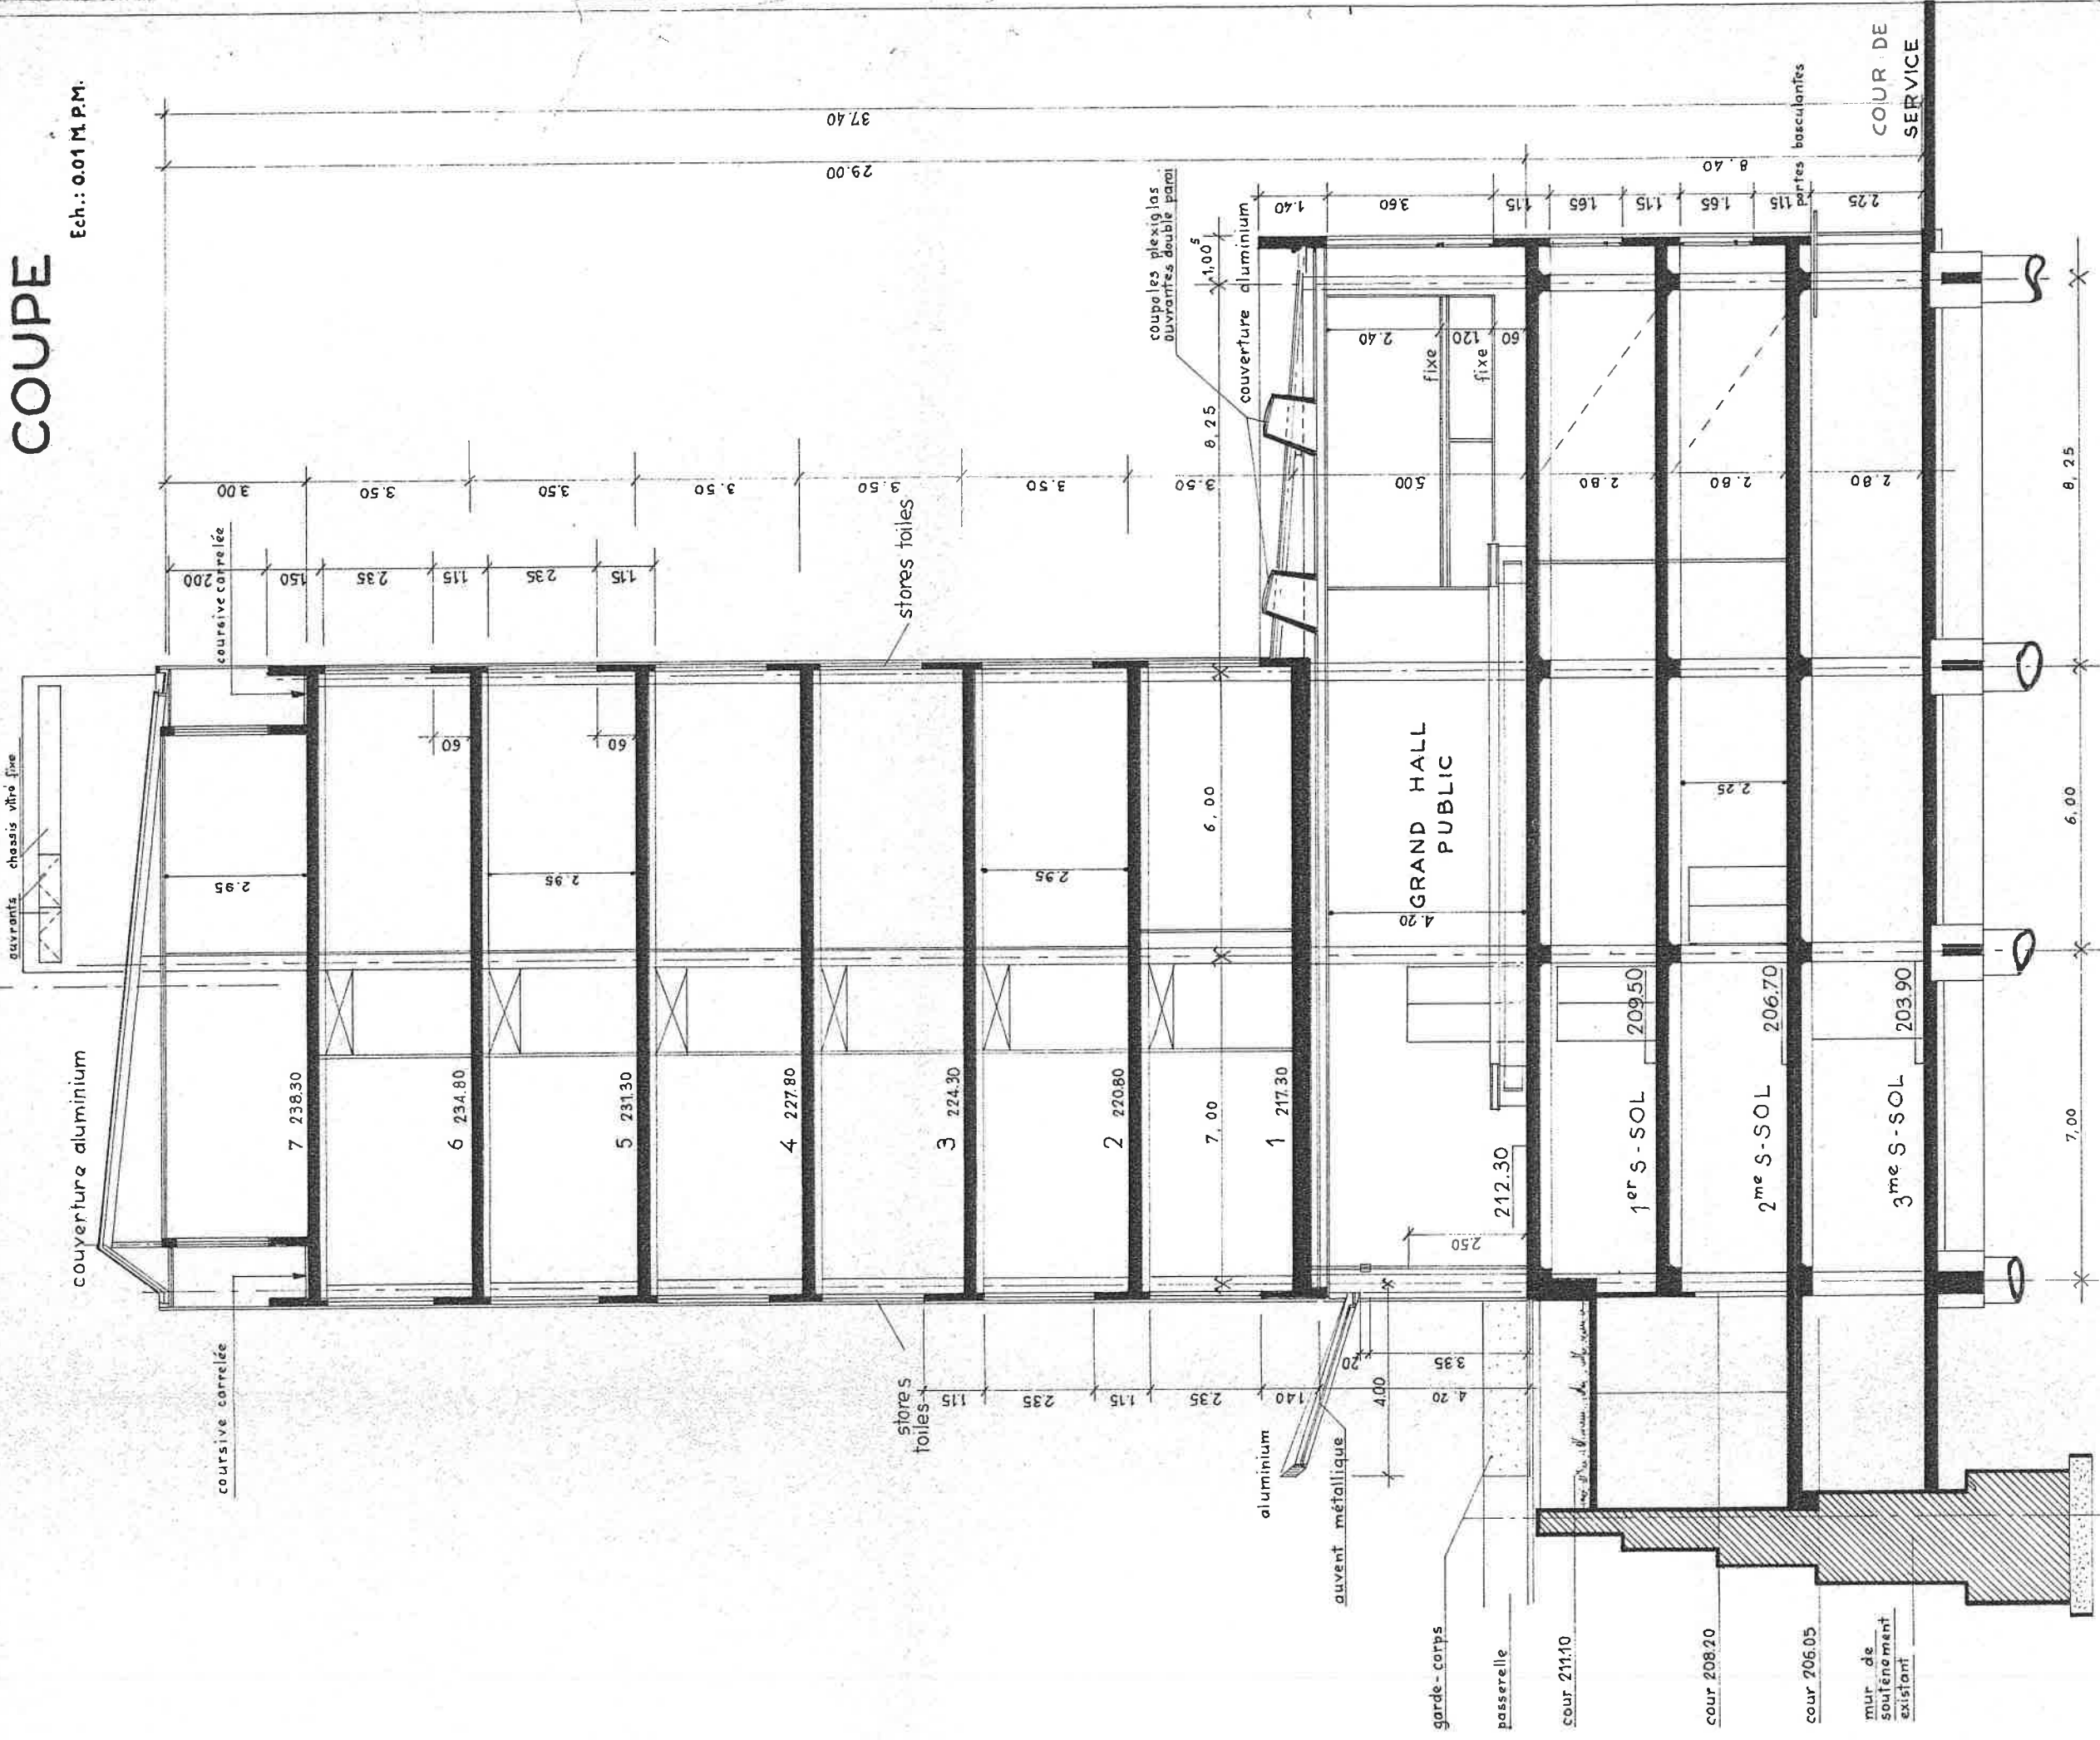 COUPE
Ech.: 0.01 M.P.M.
37.40
29.00
8.40
ouvrants chassis vitré fixe
couverture aluminium
coursive carrelée
coursive carrelée
3.00
3.50
3.50
3.50
3.50
3.50
3.50
5.00
2.80
2.80
2.80
2.00
1.50
2.35
1.15
2.35
1.15
60
60
2.95
2.95
2.95
stores toiles
stores
toiles
7 238.30
6 234.80
5 231.30
4 227.80
3 224.30
2 220.80
1 217.30
7,00
6,00
8,25
1,00⁵
coupoles plexiglas
ouvrantes double paroi
couverture aluminium
1.40
3.60
1.15
1.65
1.15
1.65
1.15
2.25
portes basculantes
COUR DE
SERVICE
2.40
120
60
fixe
fixe
GRAND HALL
PUBLIC
4.20
2.25
212.30
2.50
1er S-SOL
209.50
2me S-SOL
206.70
3me S-SOL
203.90
1.15
2.35
1.15
2.35
1.40
20
3.85
4.20
4.00
aluminium
auvent métallique
garde-corps
passerelle
cour 211.10
cour 208.20
cour 206.05
mur de
soutènement
existant
7,00
6,00
8,25